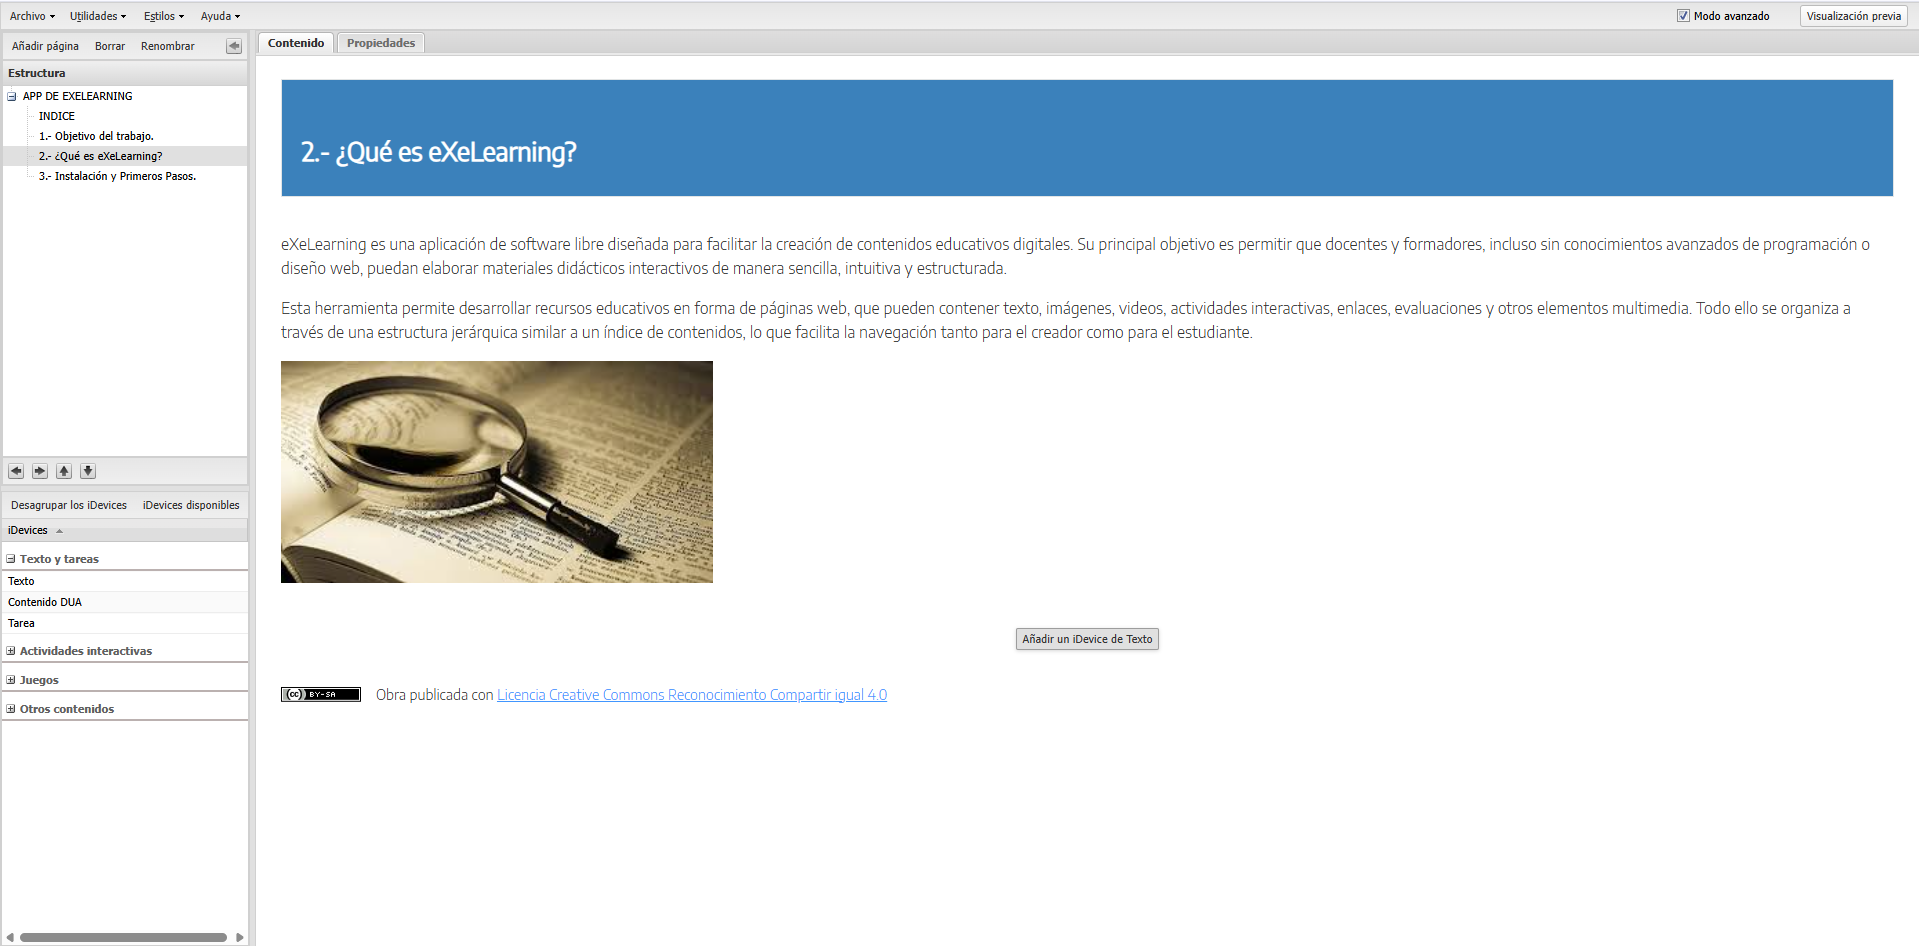 Archivo Utilidades Estilos Ayuda Modo avanzado Visualización previa
Añadir página Borrar Renombrar
Contenido Propiedades
Estructura
APP DE EXELEARNING
INDICE
1.- Objetivo del trabajo.
2.- ¿Qué es eXeLearning?
3.- Instalación y Primeros Pasos.
Desagrupar los iDevices iDevices disponibles
iDevices
Texto y tareas
Texto
Contenido DUA
Tarea
Actividades interactivas
Juegos
Otros contenidos
2.- ¿Qué es eXeLearning?
eXeLearning es una aplicación de software libre diseñada para facilitar la creación de contenidos educativos digitales. Su principal objetivo es permitir que docentes y formadores, incluso sin conocimientos avanzados de programación o
diseño web, puedan elaborar materiales didácticos interactivos de manera sencilla, intuitiva y estructurada.
Esta herramienta permite desarrollar recursos educativos en forma de páginas web, que pueden contener texto, imágenes, videos, actividades interactivas, enlaces, evaluaciones y otros elementos multimedia. Todo ello se organiza a
través de una estructura jerárquica similar a un índice de contenidos, lo que facilita la navegación tanto para el creador como para el estudiante.
Añadir un iDevice de Texto
(cc) BY-SA Obra publicada con Licencia Creative Commons Reconocimiento Compartir igual 4.0